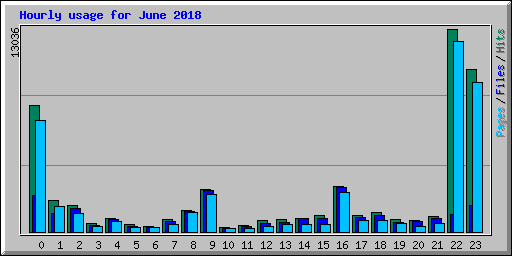 Hourly usage for June 2018
13036
Pages/Files/Hits
0 1 2 3 4 5 6 7 8 9 10 11 12 13 14 15 16 17 18 19 20 21 22 23